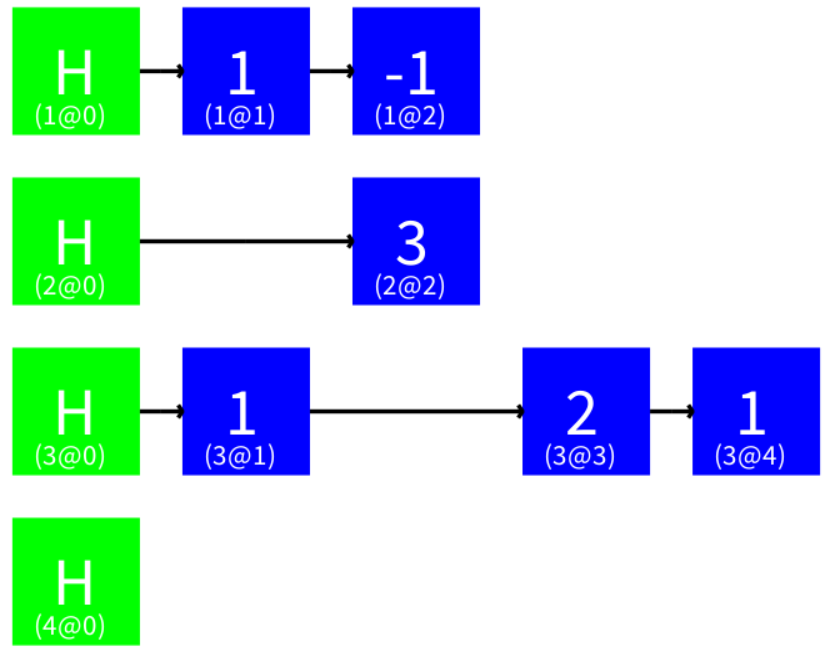 H 1 -1
(1@0) (1@1) (1@2)
H 3
(2@0) (2@2)
H 1 2 1
(3@0) (3@1) (3@3) (3@4)
H
(4@0)